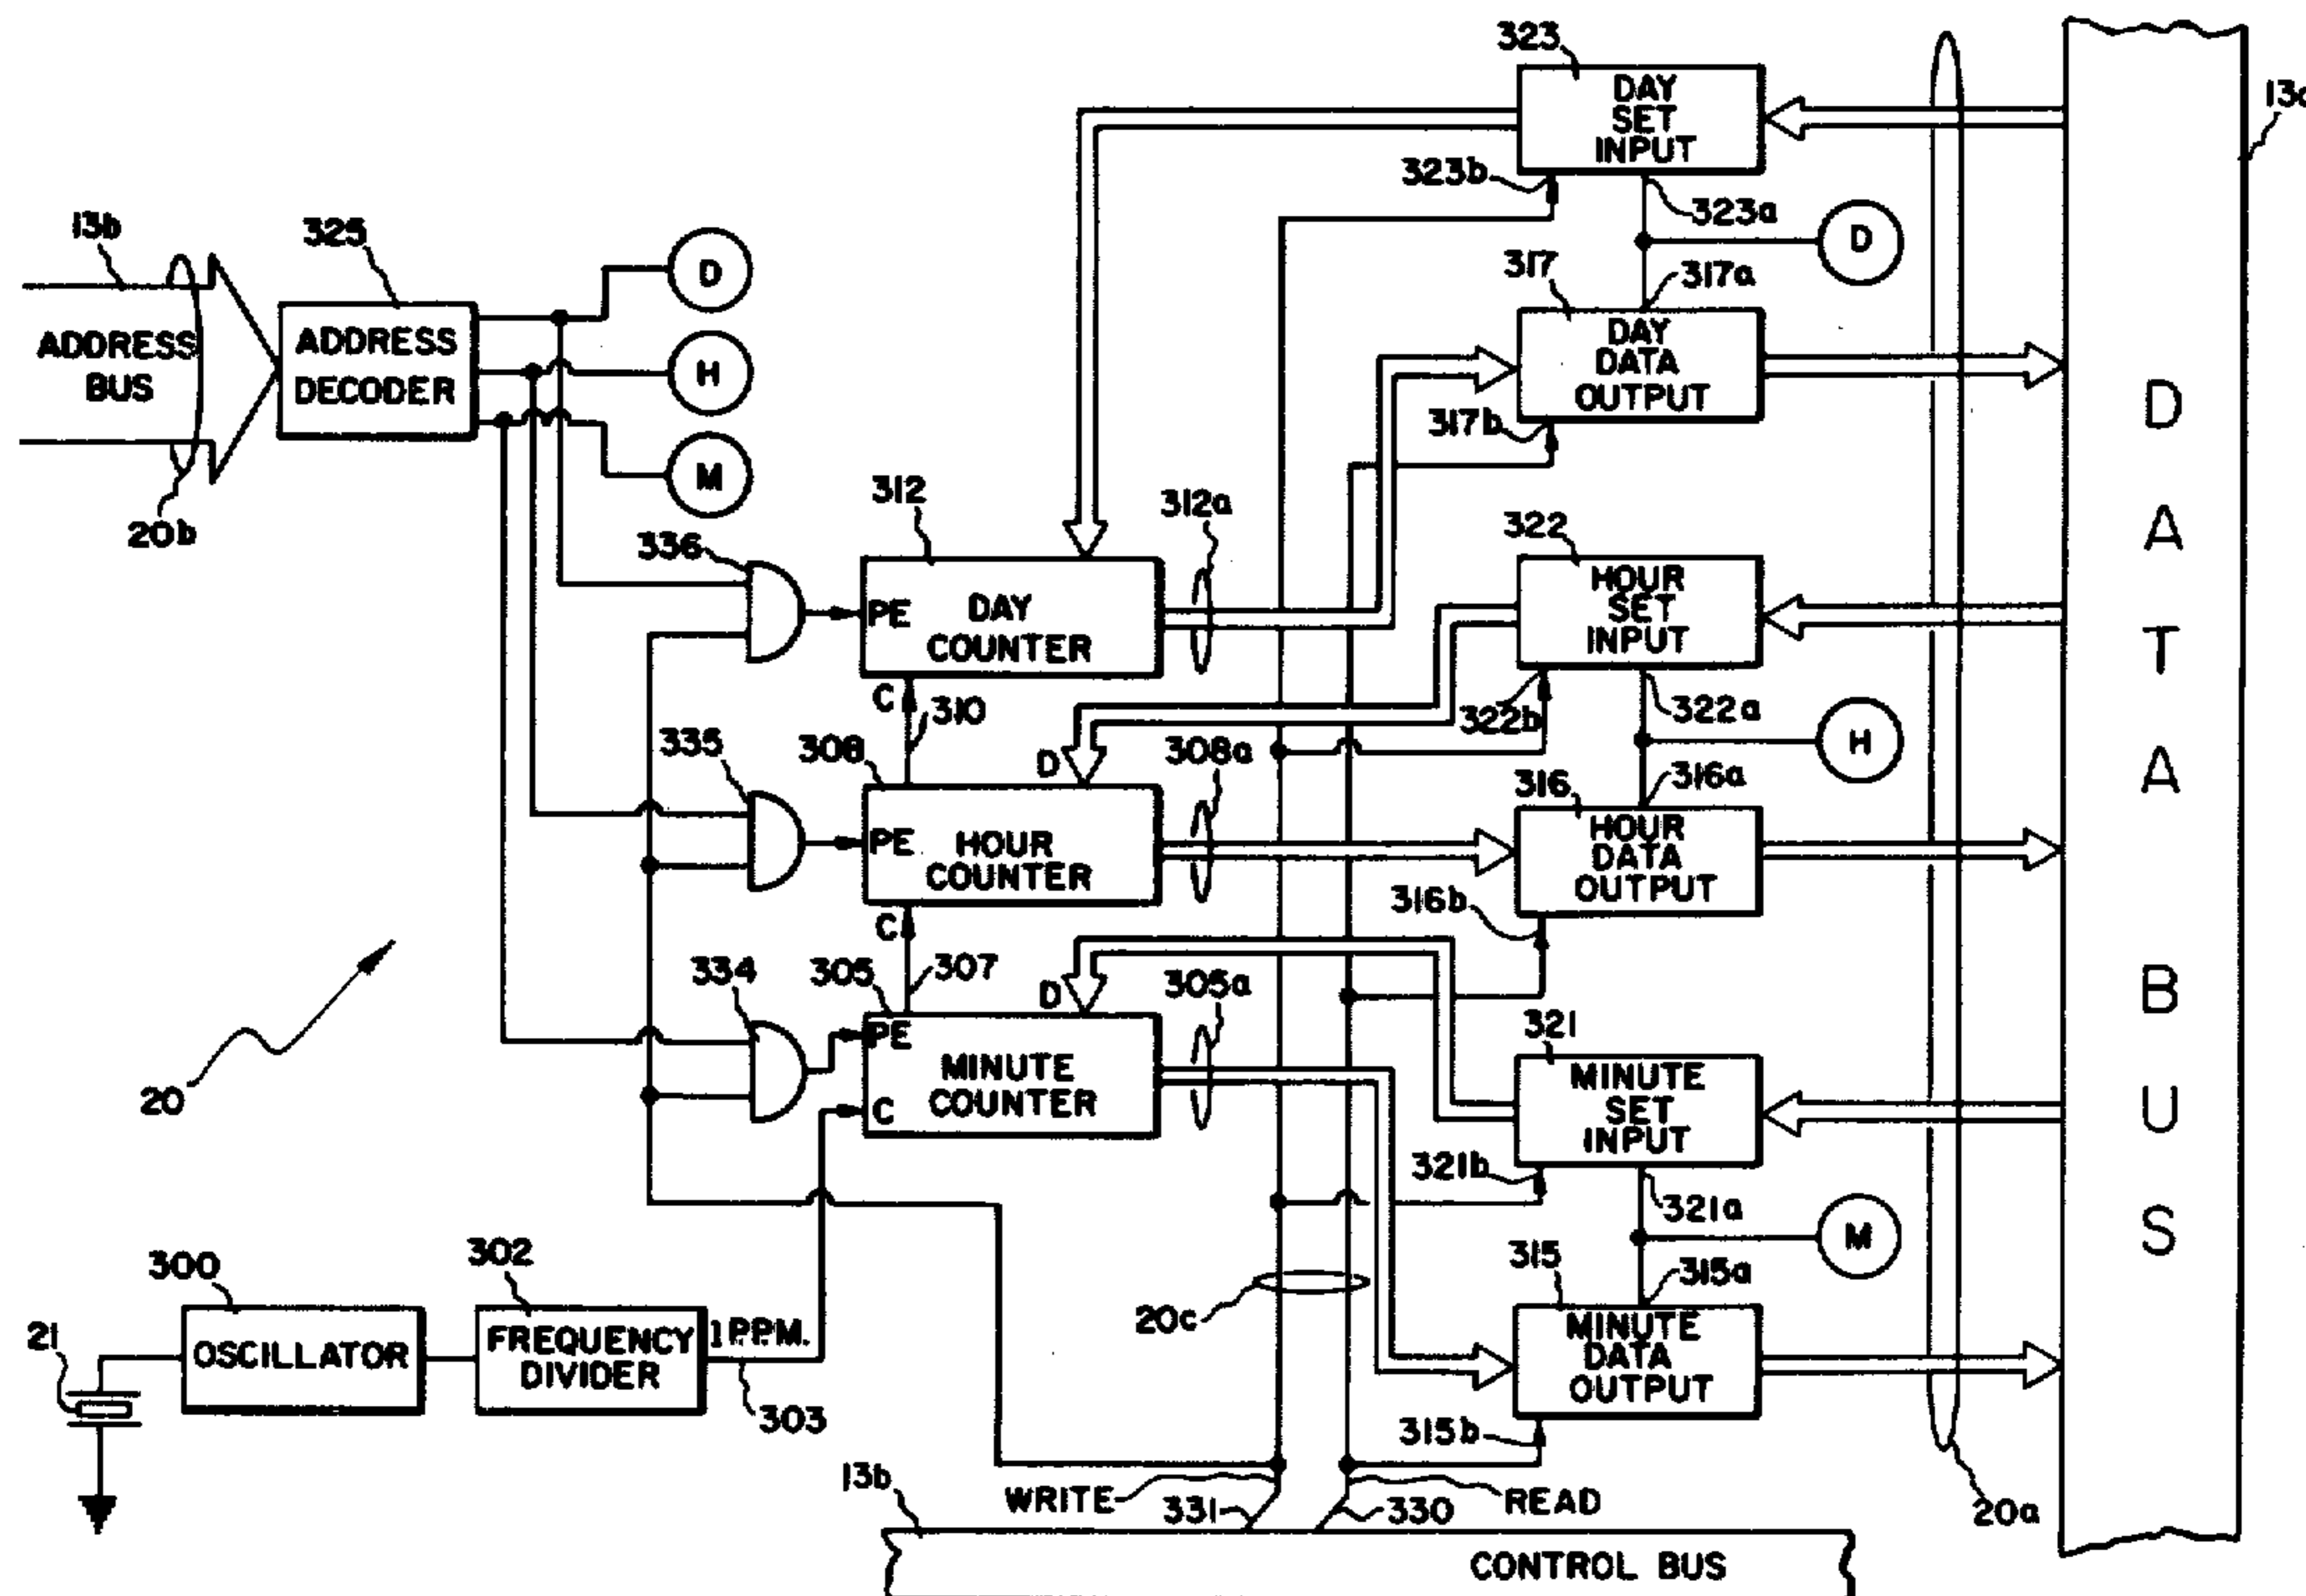 323
DAY
SET
INPUT
323b
323a
D
13b
325
ADDRESS
BUS
ADDRESS
DECODER
D
H
M
20b
317
317a
DAY
DATA
OUTPUT
317b
312
312a
336
PE
DAY
COUNTER
C
310
322
HOUR
SET
INPUT
322b
322a
H
335
308
D
308a
PE
HOUR
COUNTER
C
307
316
316a
HOUR
DATA
OUTPUT
316b
334
305
D
305a
PE
MINUTE
COUNTER
C
321
MINUTE
SET
INPUT
321b
321a
M
20
300
OSCILLATOR
302
FREQUENCY
DIVIDER
1 P.P.M.
303
21
20c
315
315a
MINUTE
DATA
OUTPUT
315b
WRITE
331
READ
330
13b
CONTROL BUS
20a
DATA BUS